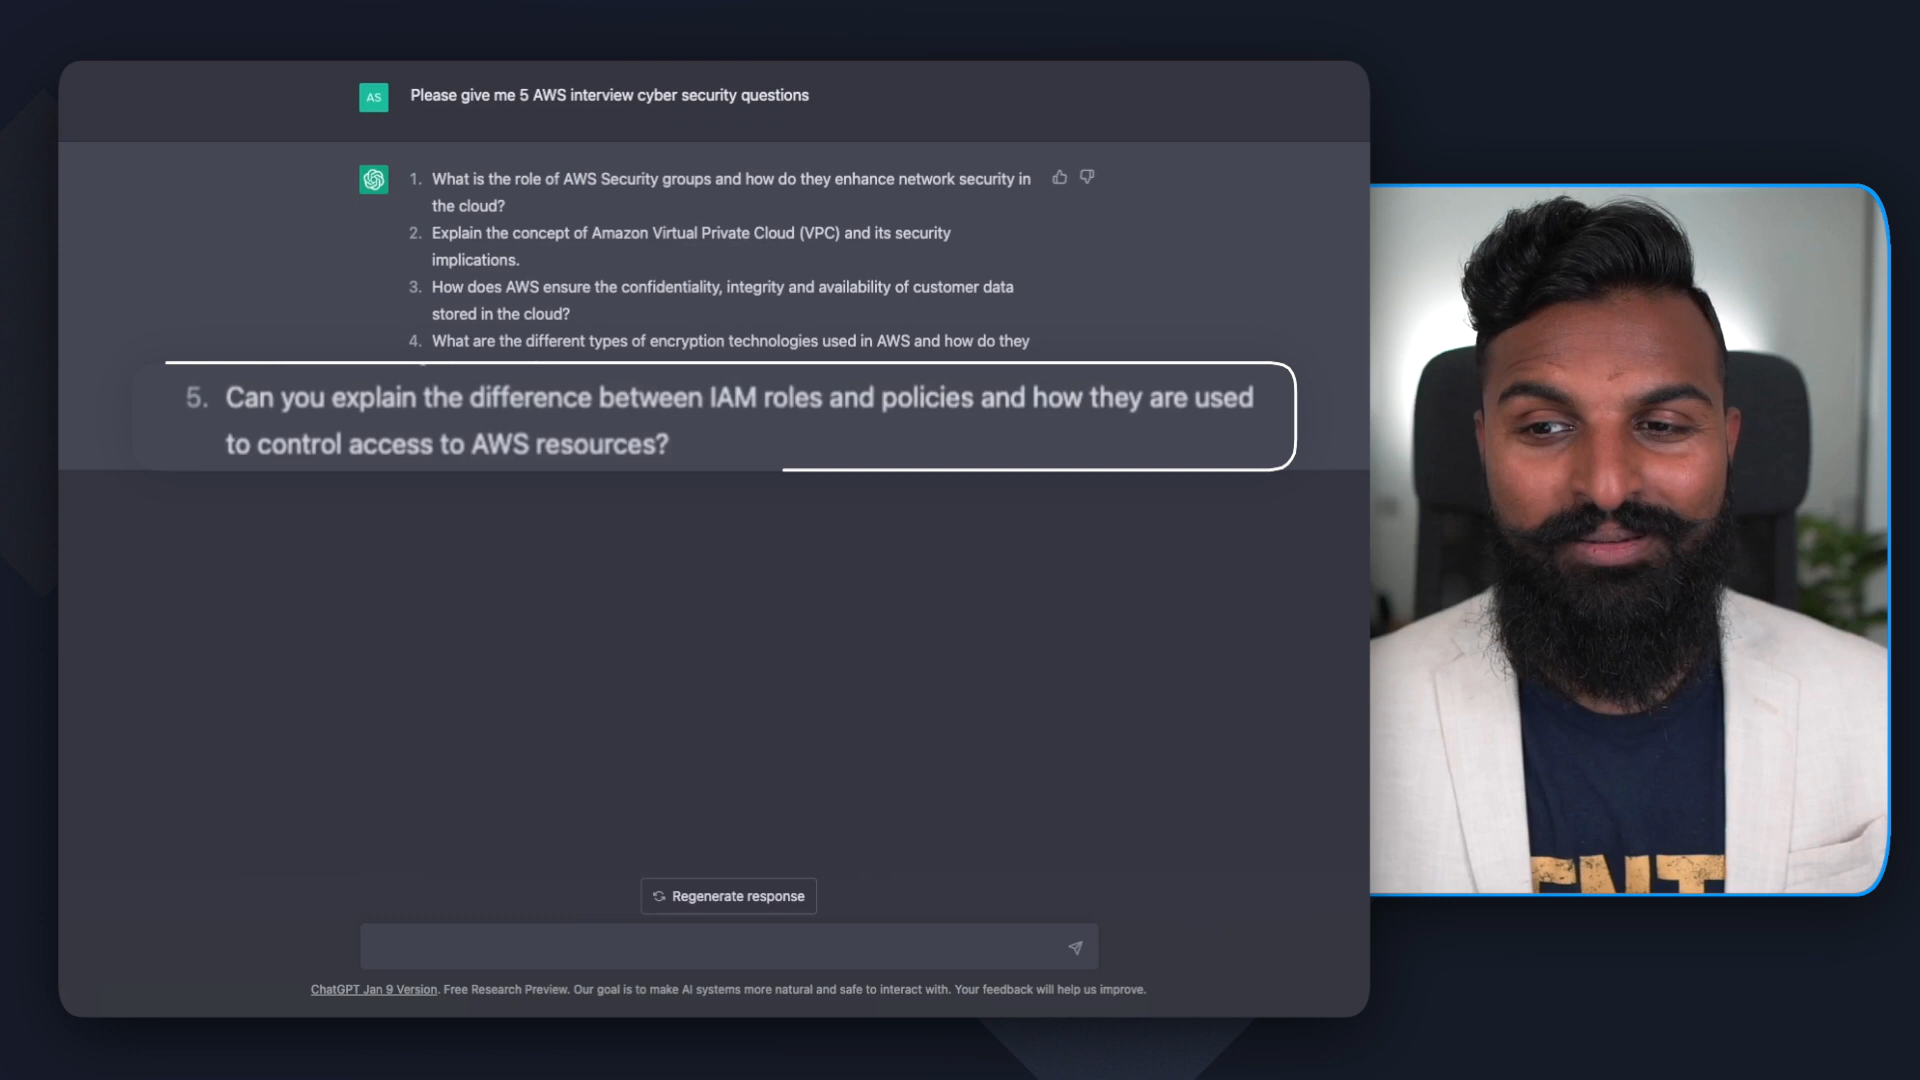 AS
Please give me 5 AWS interview cyber security questions
1. What is the role of AWS Security groups and how do they enhance network security in
the cloud?
2. Explain the concept of Amazon Virtual Private Cloud (VPC) and its security
implications.
3. How does AWS ensure the confidentiality, integrity and availability of customer data
stored in the cloud?
4. What are the different types of encryption technologies used in AWS and how do they
5. Can you explain the difference between IAM roles and policies and how they are used
to control access to AWS resources?
Regenerate response
ChatGPT Jan 9 Version. Free Research Preview. Our goal is to make AI systems more natural and safe to interact with. Your feedback will help us improve.